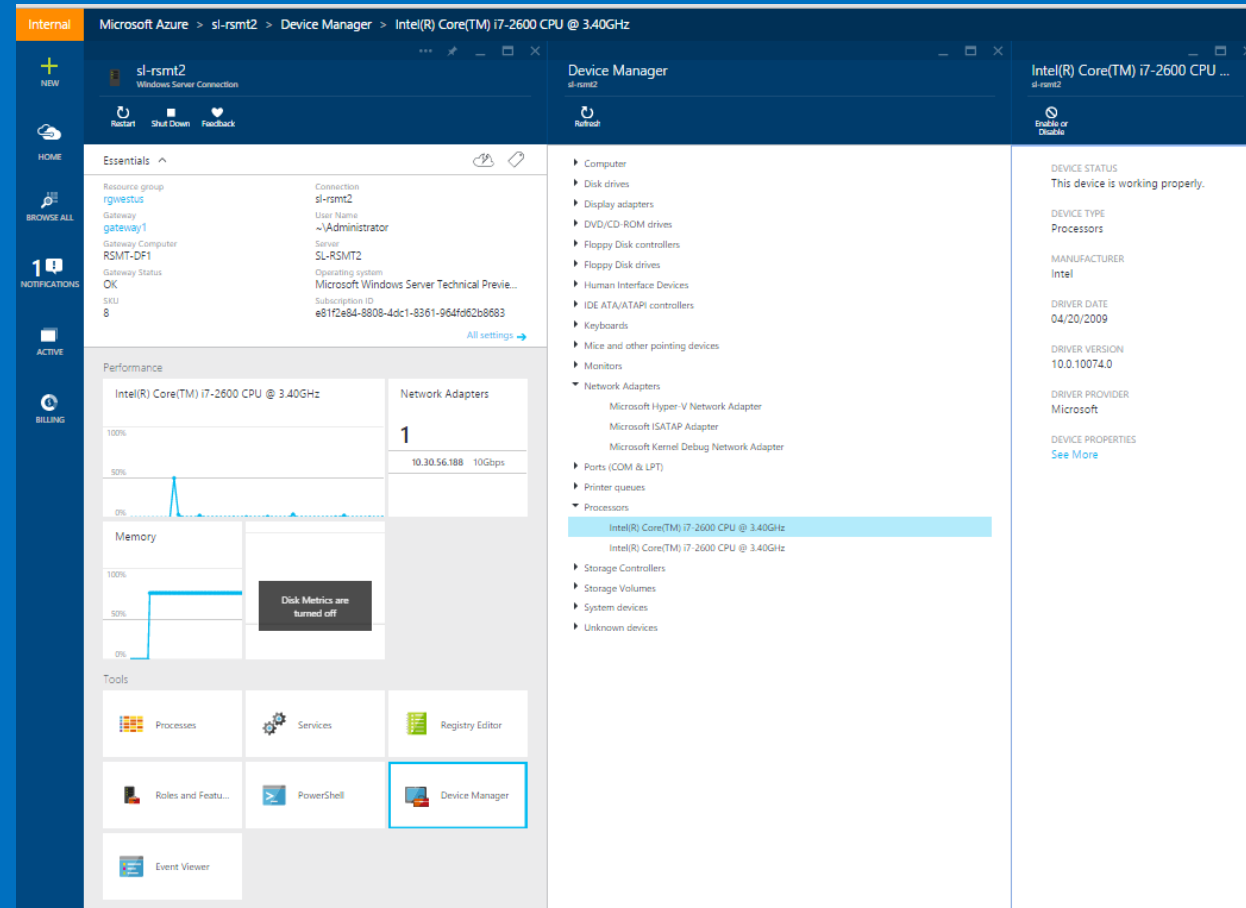 Internal
Microsoft Azure > sl-rsmt2 > Device Manager > Intel(R) Core(TM) i7-2600 CPU @ 3.40GHz
NEW
HOME
BROWSE ALL
1
NOTIFICATIONS
ACTIVE
BILLING
sl-rsmt2
Windows Server Connection
Restart Shut Down Feedback
Essentials
Resource group
rgwestus
Gateway
gateway1
Gateway Computer
RSMT-DF1
Gateway Status
OK
SKU
8
Connection
sl-rsmt2
User Name
~\Administrator
Server
SL-RSMT2
Operating system
Microsoft Windows Server Technical Previe...
Subscription ID
e81f2e84-8808-4dc1-8361-964fd62b8683
All settings
Performance
Intel(R) Core(TM) i7-2600 CPU @ 3.40GHz
100%
50%
0%
Network Adapters
1
10.30.56.188 10Gbps
Memory
100%
50%
0%
Disk Metrics are
turned off
Tools
Processes
Services
Registry Editor
Roles and Featu...
PowerShell
Device Manager
Event Viewer
Device Manager
sl-rsmt2
Refresh
Computer
Disk drives
Display adapters
DVD/CD-ROM drives
Floppy Disk controllers
Floppy Disk drives
Human Interface Devices
IDE ATA/ATAPI controllers
Keyboards
Mice and other pointing devices
Monitors
Network Adapters
Microsoft Hyper-V Network Adapter
Microsoft ISATAP Adapter
Microsoft Kernel Debug Network Adapter
Ports (COM & LPT)
Printer queues
Processors
Intel(R) Core(TM) i7-2600 CPU @ 3.40GHz
Intel(R) Core(TM) i7-2600 CPU @ 3.40GHz
Storage Controllers
Storage Volumes
System devices
Unknown devices
Intel(R) Core(TM) i7-2600 CPU ...
sl-rsmt2
Enable or
Disable
DEVICE STATUS
This device is working properly.
DEVICE TYPE
Processors
MANUFACTURER
Intel
DRIVER DATE
04/20/2009
DRIVER VERSION
10.0.10074.0
DRIVER PROVIDER
Microsoft
DEVICE PROPERTIES
See More